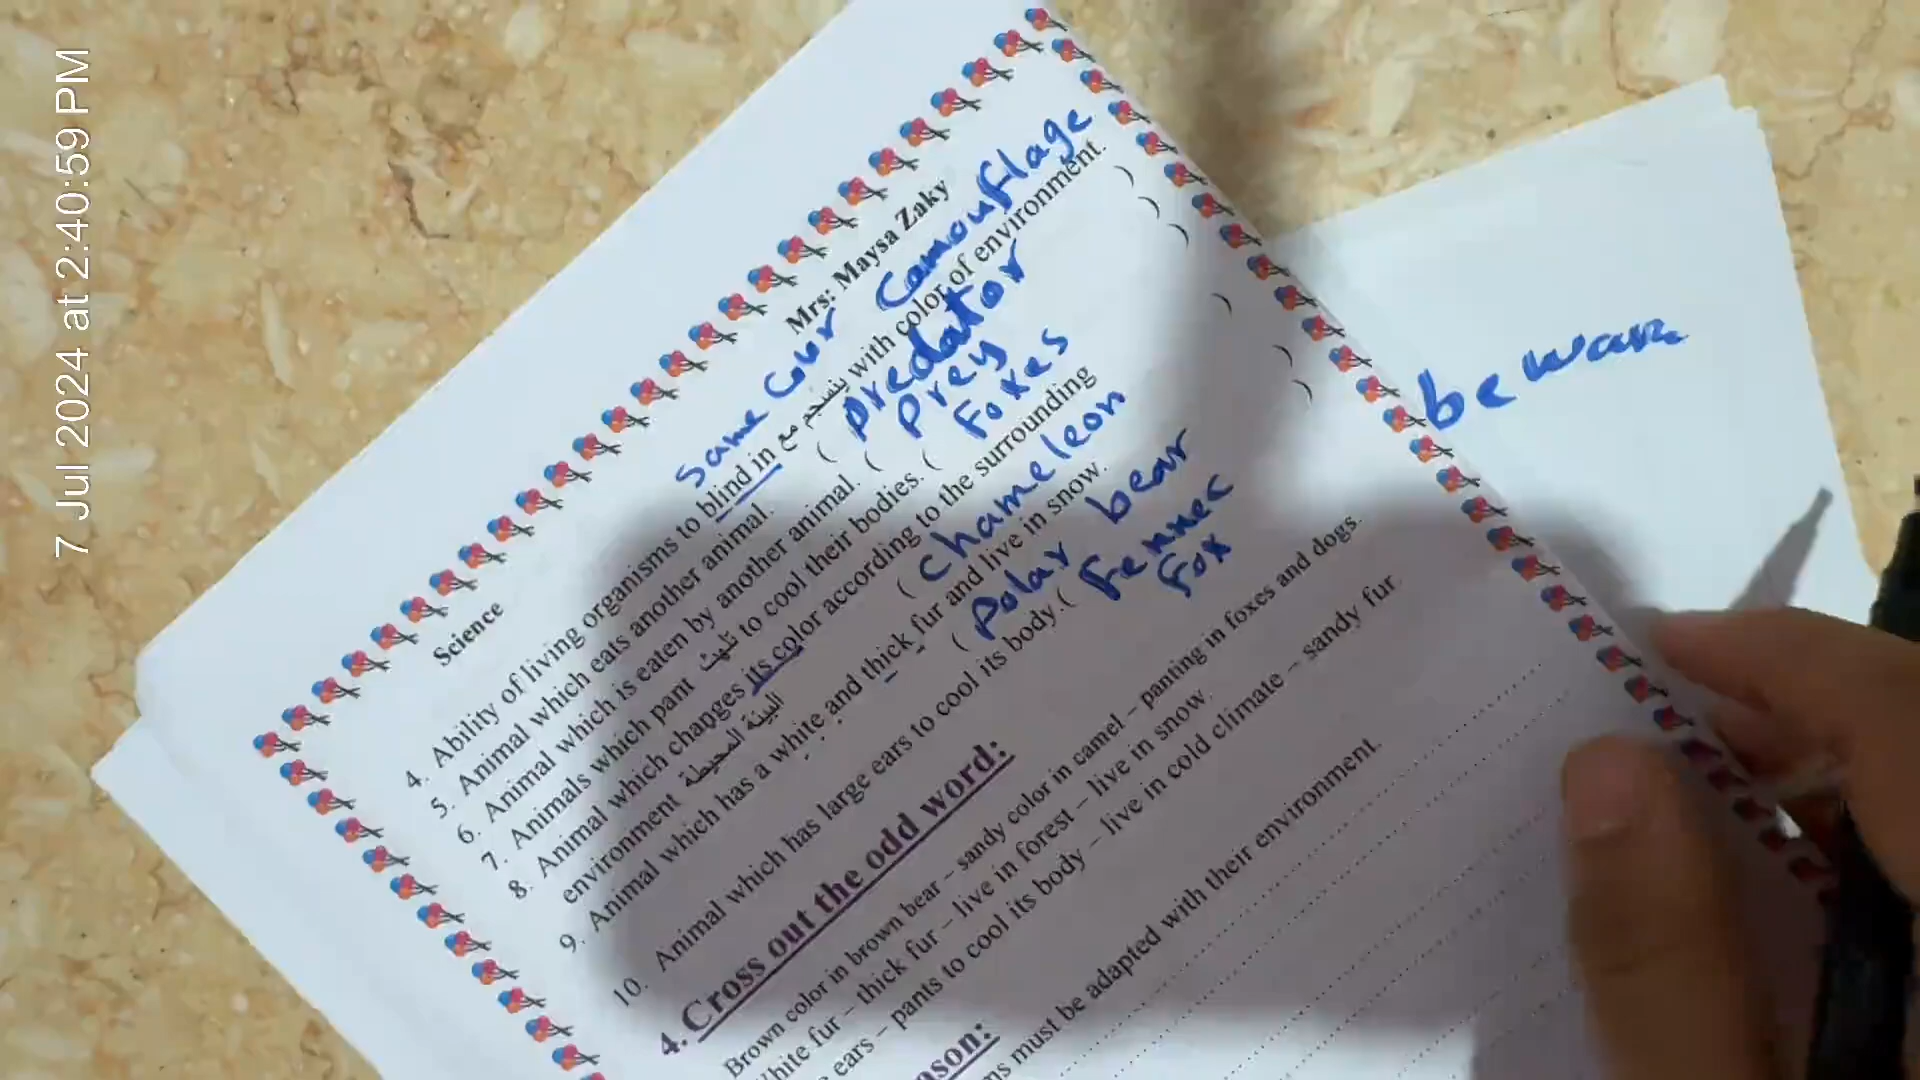 7 Jul 2024 at 2:40:59 PM
Science
Mrs: Maysa Zaky
same color
Camouflage
4. Ability of living organisms to blind in ينسجم مع with color of environment.
5. Animal which eats another animal. ( predator )
6. Animal which is eaten by another animal. ( prey )
7. Animals which pant تلهث to cool their bodies. ( Foxes )
8. Animal which changes its color according to the surrounding
environment البيئة المحيطة ( chameleon )
9. Animal which has a white and thick fur and live in snow.
( polar bear )
10. Animal which has large ears to cool its body. ( Fennec fox )
4. Cross out the odd word:
Brown color in brown bear – sandy color in camel – panting in foxes and dogs.
White fur – thick fur – live in forest – live in snow.
ears – pants to cool its body – live in cold climate – sandy fur.
must be adapted with their environment.
be